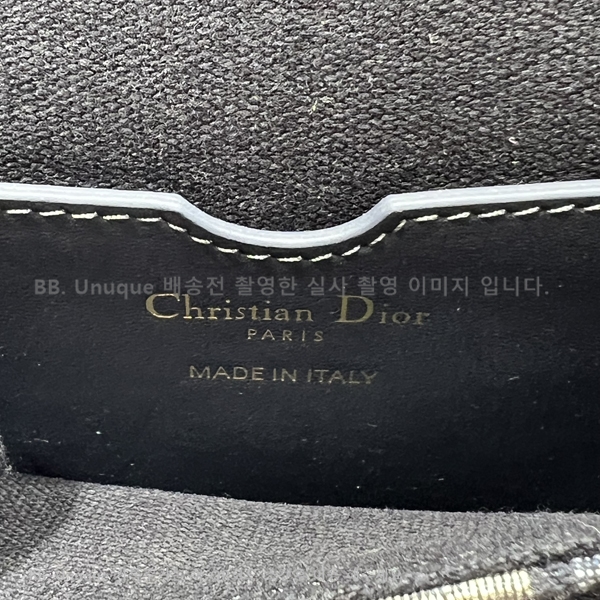 BB. Unuque 배송전 촬영한 실사 촬영 이미지 입니다.
Christian Dior
PARIS
MADE IN ITALY